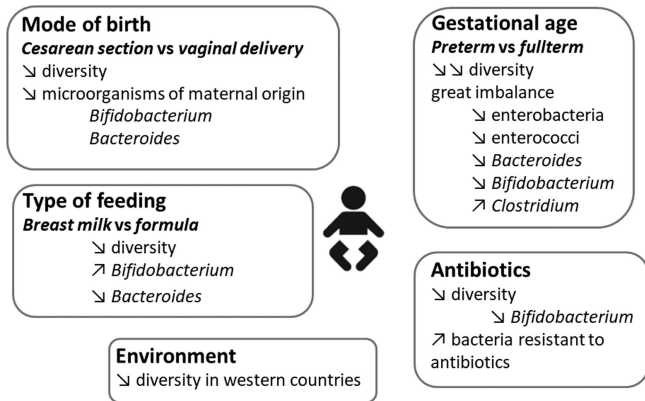 Mode of birth
Cesarean section vs vaginal delivery
↘ diversity
↘ microorganisms of maternal origin
Bifidobacterium
Bacteroides
Gestational age
Preterm vs fullterm
↘↘ diversity
great imbalance
↘ enterobacteria
↘ enterococci
↘ Bacteroides
↘ Bifidobacterium
↗ Clostridium
Type of feeding
Breast milk vs formula
↘ diversity
↗ Bifidobacterium
↘ Bacteroides
Antibiotics
↘ diversity
↘ Bifidobacterium
↗ bacteria resistant to
antibiotics
Environment
↘ diversity in western countries